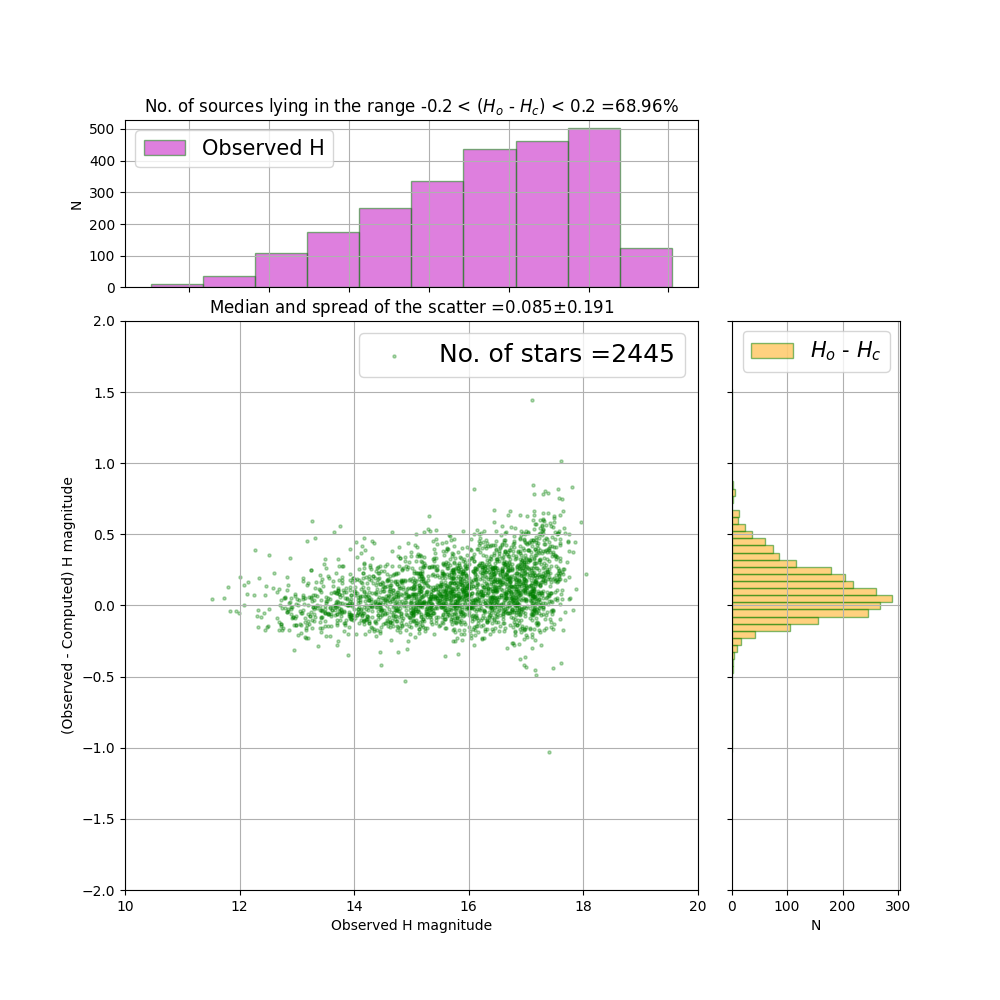 No. of sources lying in the range -0.2 < (H_o - H_c) < 0.2 =68.96%
500
400
300
200
100
0
N
Observed H
Median and spread of the scatter =0.085±0.191
2.0
1.5
1.0
0.5
0.0
−0.5
−1.0
−1.5
−2.0
(Observed - Computed) H magnitude
No. of stars =2445
10 12 14 16 18 20
Observed H magnitude
H_o - H_c
0 100 200 300
N